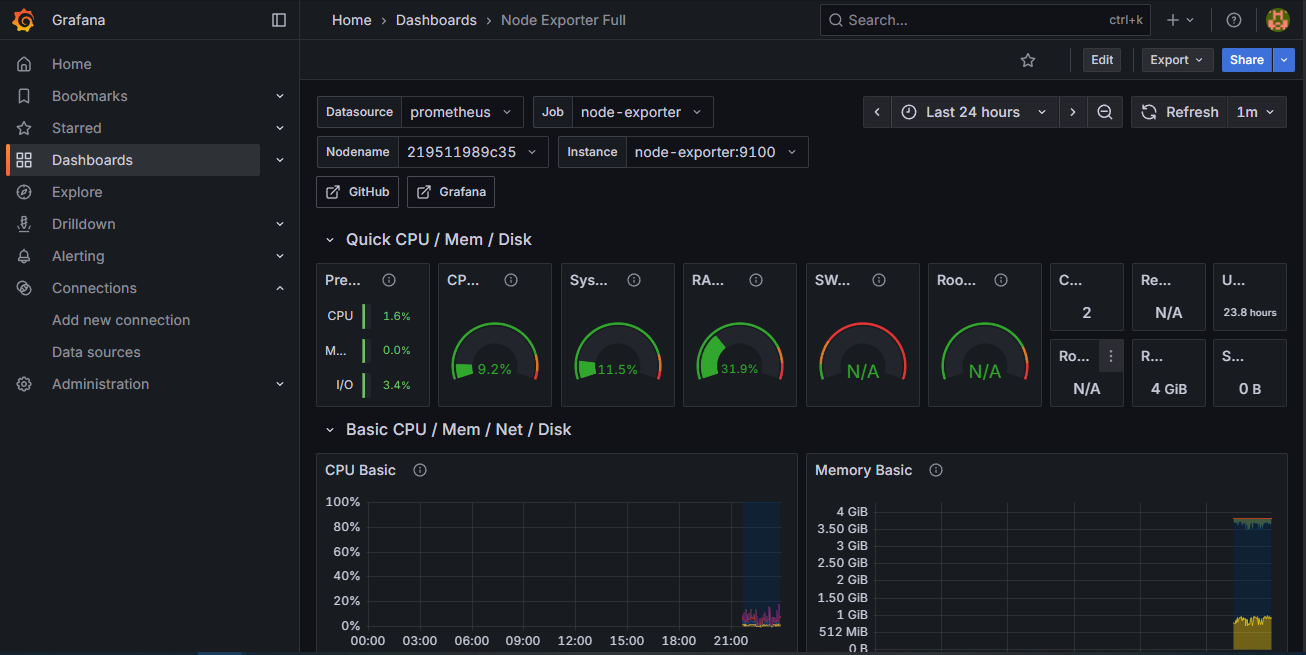 Grafana
Home › Dashboards › Node Exporter Full
Search...
ctrl+k
Home
Bookmarks
Starred
Dashboards
Explore
Drilldown
Alerting
Connections
Add new connection
Data sources
Administration
Edit
Export
Share
Datasource prometheus
Job node-exporter
Last 24 hours
Refresh 1m
Nodename 219511989c35
Instance node-exporter:9100
GitHub
Grafana
Quick CPU / Mem / Disk
Pre...
CPU 1.6%
M... 0.0%
I/O 3.4%
CP...
9.2%
Sys...
11.5%
RA...
31.9%
SW...
N/A
Roo...
N/A
C...
2
Re...
N/A
U...
23.8 hours
Ro...
N/A
R...
4 GiB
S...
0 B
Basic CPU / Mem / Net / Disk
CPU Basic
100%
80%
60%
40%
20%
0%
00:00 03:00 06:00 09:00 12:00 15:00 18:00 21:00
Memory Basic
4 GiB
3.50 GiB
3 GiB
2.50 GiB
2 GiB
1.50 GiB
1 GiB
512 MiB
0 B